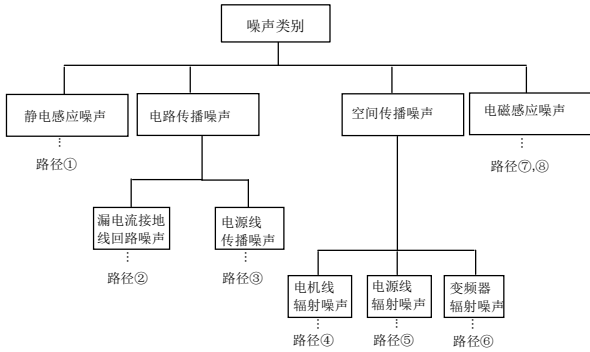 噪声类别
静电感应噪声
电路传播噪声
空间传播噪声
电磁感应噪声
路径①
路径⑦,⑧
漏电流接地
线回路噪声
电源线
传播噪声
路径②
路径③
电机线
辐射噪声
电源线
辐射噪声
变频器
辐射噪声
路径④
路径⑤
路径⑥